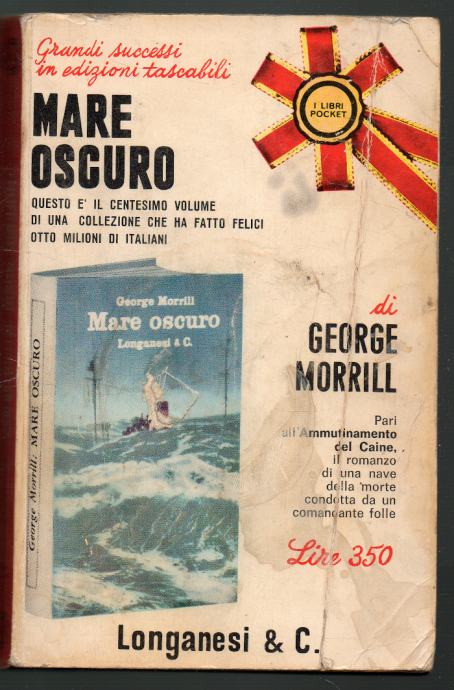 Grandi successi
in edizioni tascabili
I LIBRI
POCKET
MARE
OSCURO
QUESTO E' IL CENTESIMO VOLUME
DI UNA COLLEZIONE CHE HA FATTO FELICI
OTTO MILIONI DI ITALIANI
George Morrill
Mare oscuro
Longanesi & C.
George Morrill: MARE OSCURO
di
GEORGE
MORRILL
Pari
all'Ammutinamento
del Caine,
il romanzo
di una nave
della morte
condotta da un
comandante folle
Lire 350
Longanesi & C.